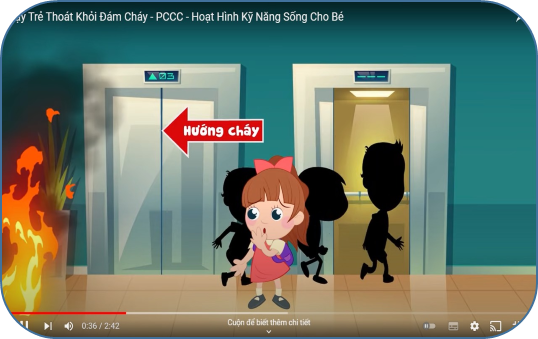 ạy Trẻ Thoát Khỏi Đám Cháy - PCCC - Hoạt Hình Kỹ Năng Sống Cho Bé
03
Hướng cháy
0:36 / 2:42
Cuộn để biết thêm chi tiết